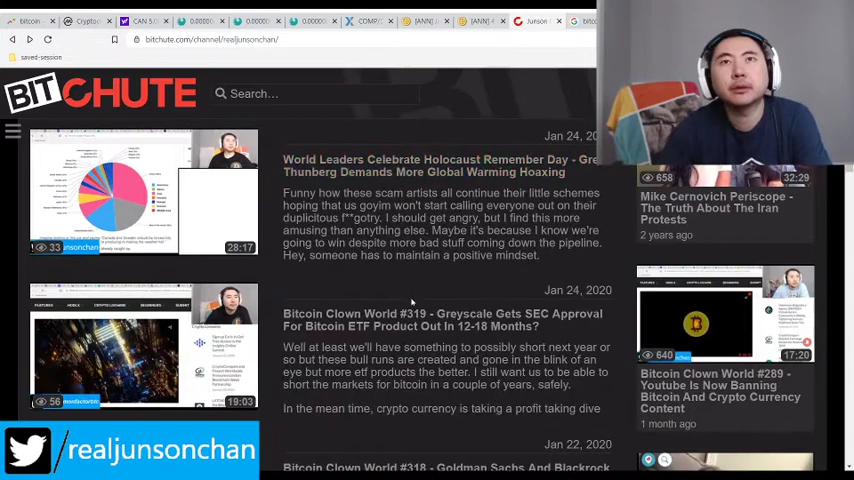 bitcoin -
Cryptoc
CAN 5.0
0.00000
0.00000
0.00000
COMP/
[ANN]
[ANN]
Junson
bitc
bitchute.com/channel/realjunsonchan/
saved-session
BITCHUTE
Search...
Jan 24, 20
World Leaders Celebrate Holocaust Remember Day - Gre
Thunberg Demands More Global Warming Hoaxing
Funny how these scam artists all continue their little schemes
hoping that us goyim won't start calling everyone out on their
duplicitous f**gotry. I should get angry, but I find this more
amusing than anything else. Maybe it's because I know we're
going to win despite more bad stuff coming down the pipeline.
Hey, someone has to maintain a positive mindset.
33
28:17
Jan 24, 2020
Bitcoin Clown World #319 - Greyscale Gets SEC Approval
For Bitcoin ETF Product Out In 12-18 Months?
Well at least we'll have something to possibly short next year or
so but these bull runs are created and gone in the blink of an
eye but more etf products the better. I still want us to be able to
short the markets for bitcoin in a couple of years, safely.
In the mean time, crypto currency is taking a profit taking dive
56
19:03
Jan 22, 2020
Bitcoin Clown World #318 - Goldman Sachs And Blackrock
658
32:29
Mike Cernovich Periscope -
The Truth About The Iran
Protests
2 years ago
640
17:20
Bitcoin Clown World #289 -
Youtube Is Now Banning
Bitcoin And Crypto Currency
Content
1 month ago
/realjunsonchan